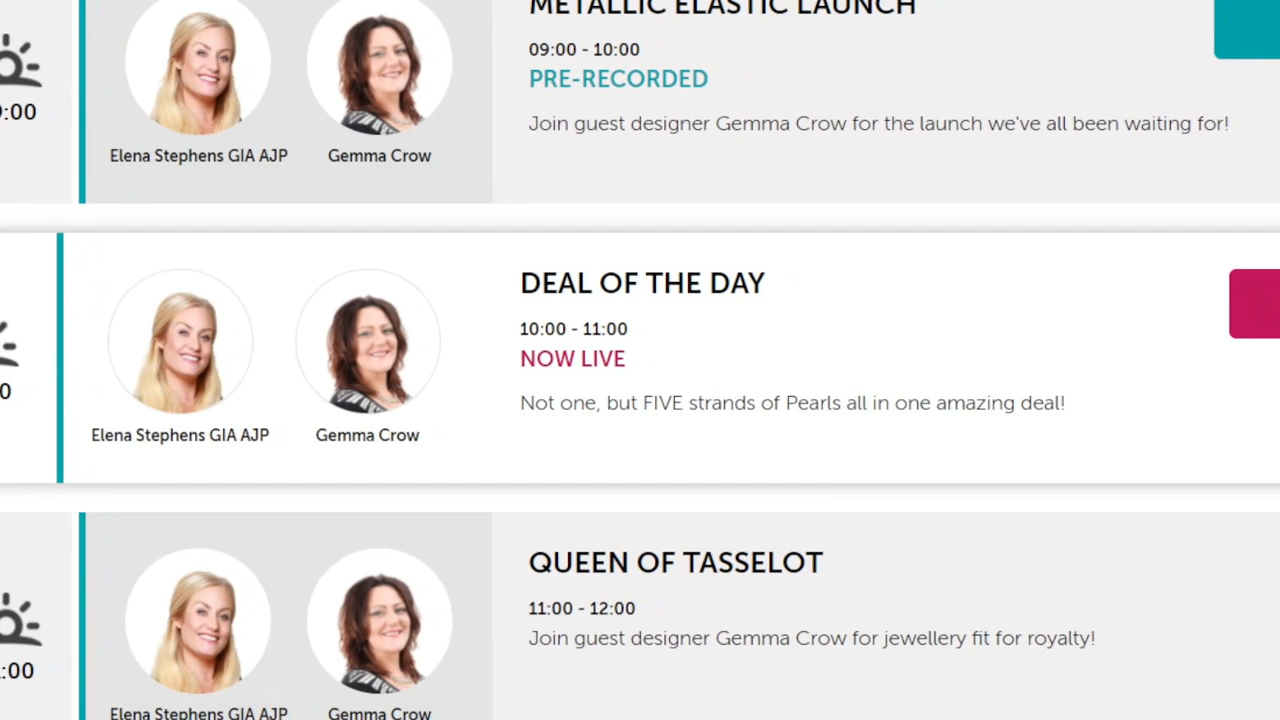 METALLIC ELASTIC LAUNCH
09:00 - 10:00
PRE-RECORDED
Join guest designer Gemma Crow for the launch we've all been waiting for!
:00
Elena Stephens GIA AJP
Gemma Crow
DEAL OF THE DAY
10:00 - 11:00
NOW LIVE
Not one, but FIVE strands of Pearls all in one amazing deal!
0
Elena Stephens GIA AJP
Gemma Crow
QUEEN OF TASSELOT
11:00 - 12:00
Join guest designer Gemma Crow for jewellery fit for royalty!
:00
Elena Stephens GIA AJP
Gemma Crow